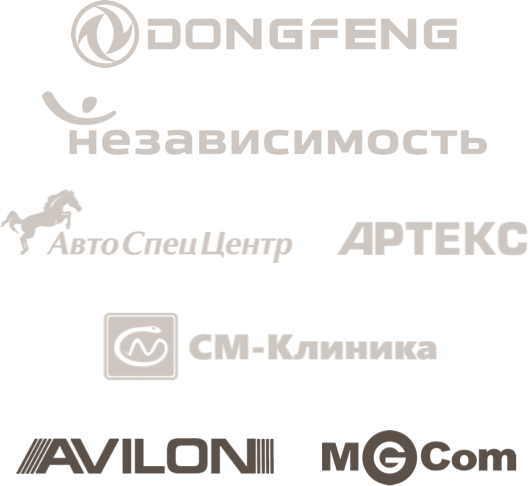 DONGFENG
независимость
АвтоСпецЦентр
АРТЕКС
СМ-Клиника
AVILON
MGCom